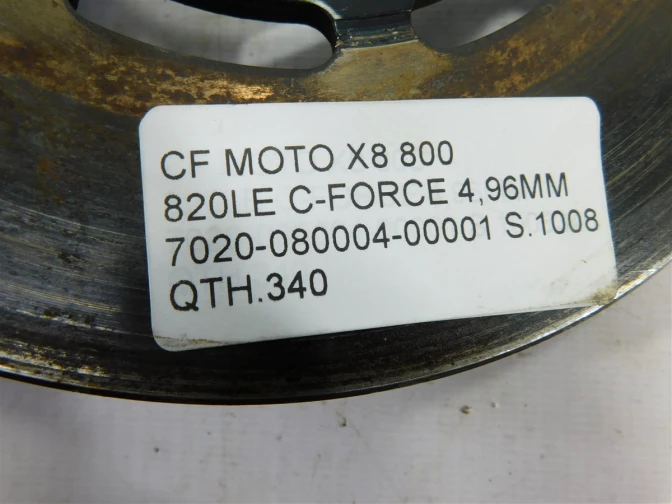 CF MOTO X8 800
820LE C-FORCE 4,96MM
7020-080004-00001 S.1008
QTH.340